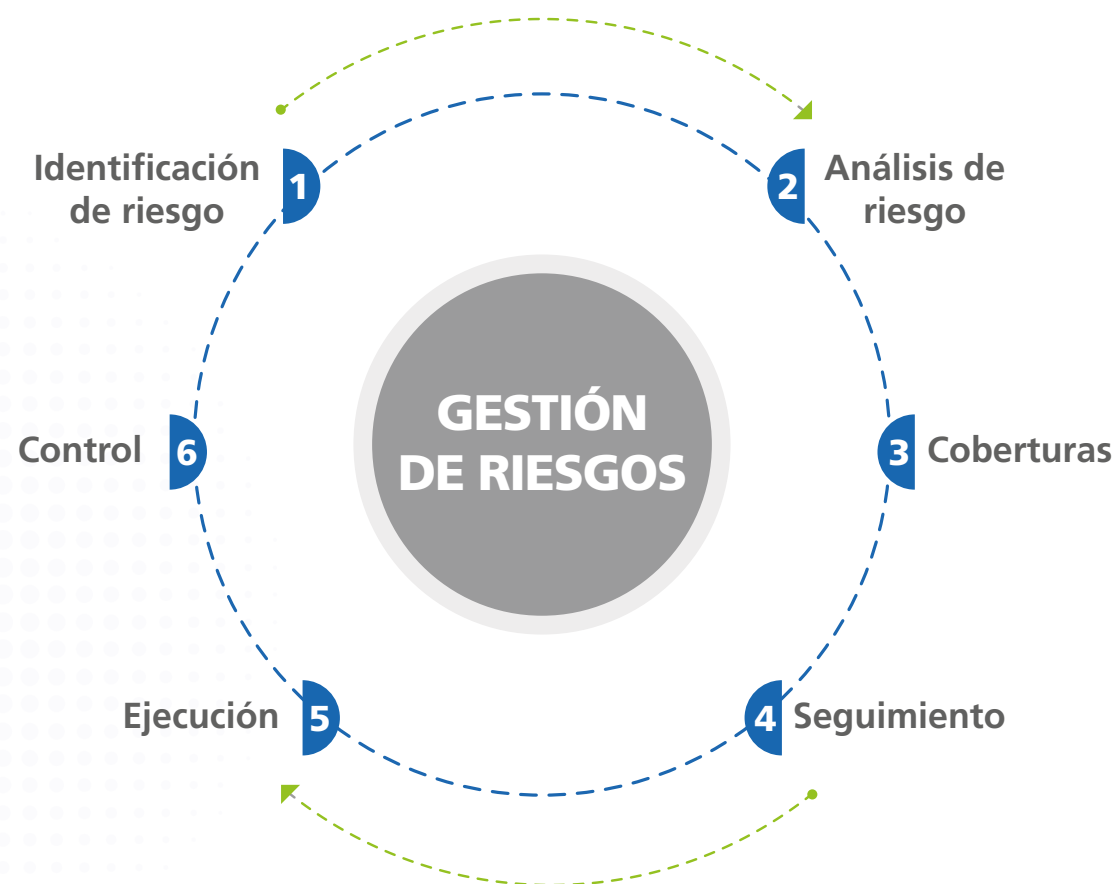 Identificación
de riesgo
1
2
Análisis de
riesgo
GESTIÓN
DE RIESGOS
Control
6
3
Coberturas
Ejecución
5
4
Seguimiento